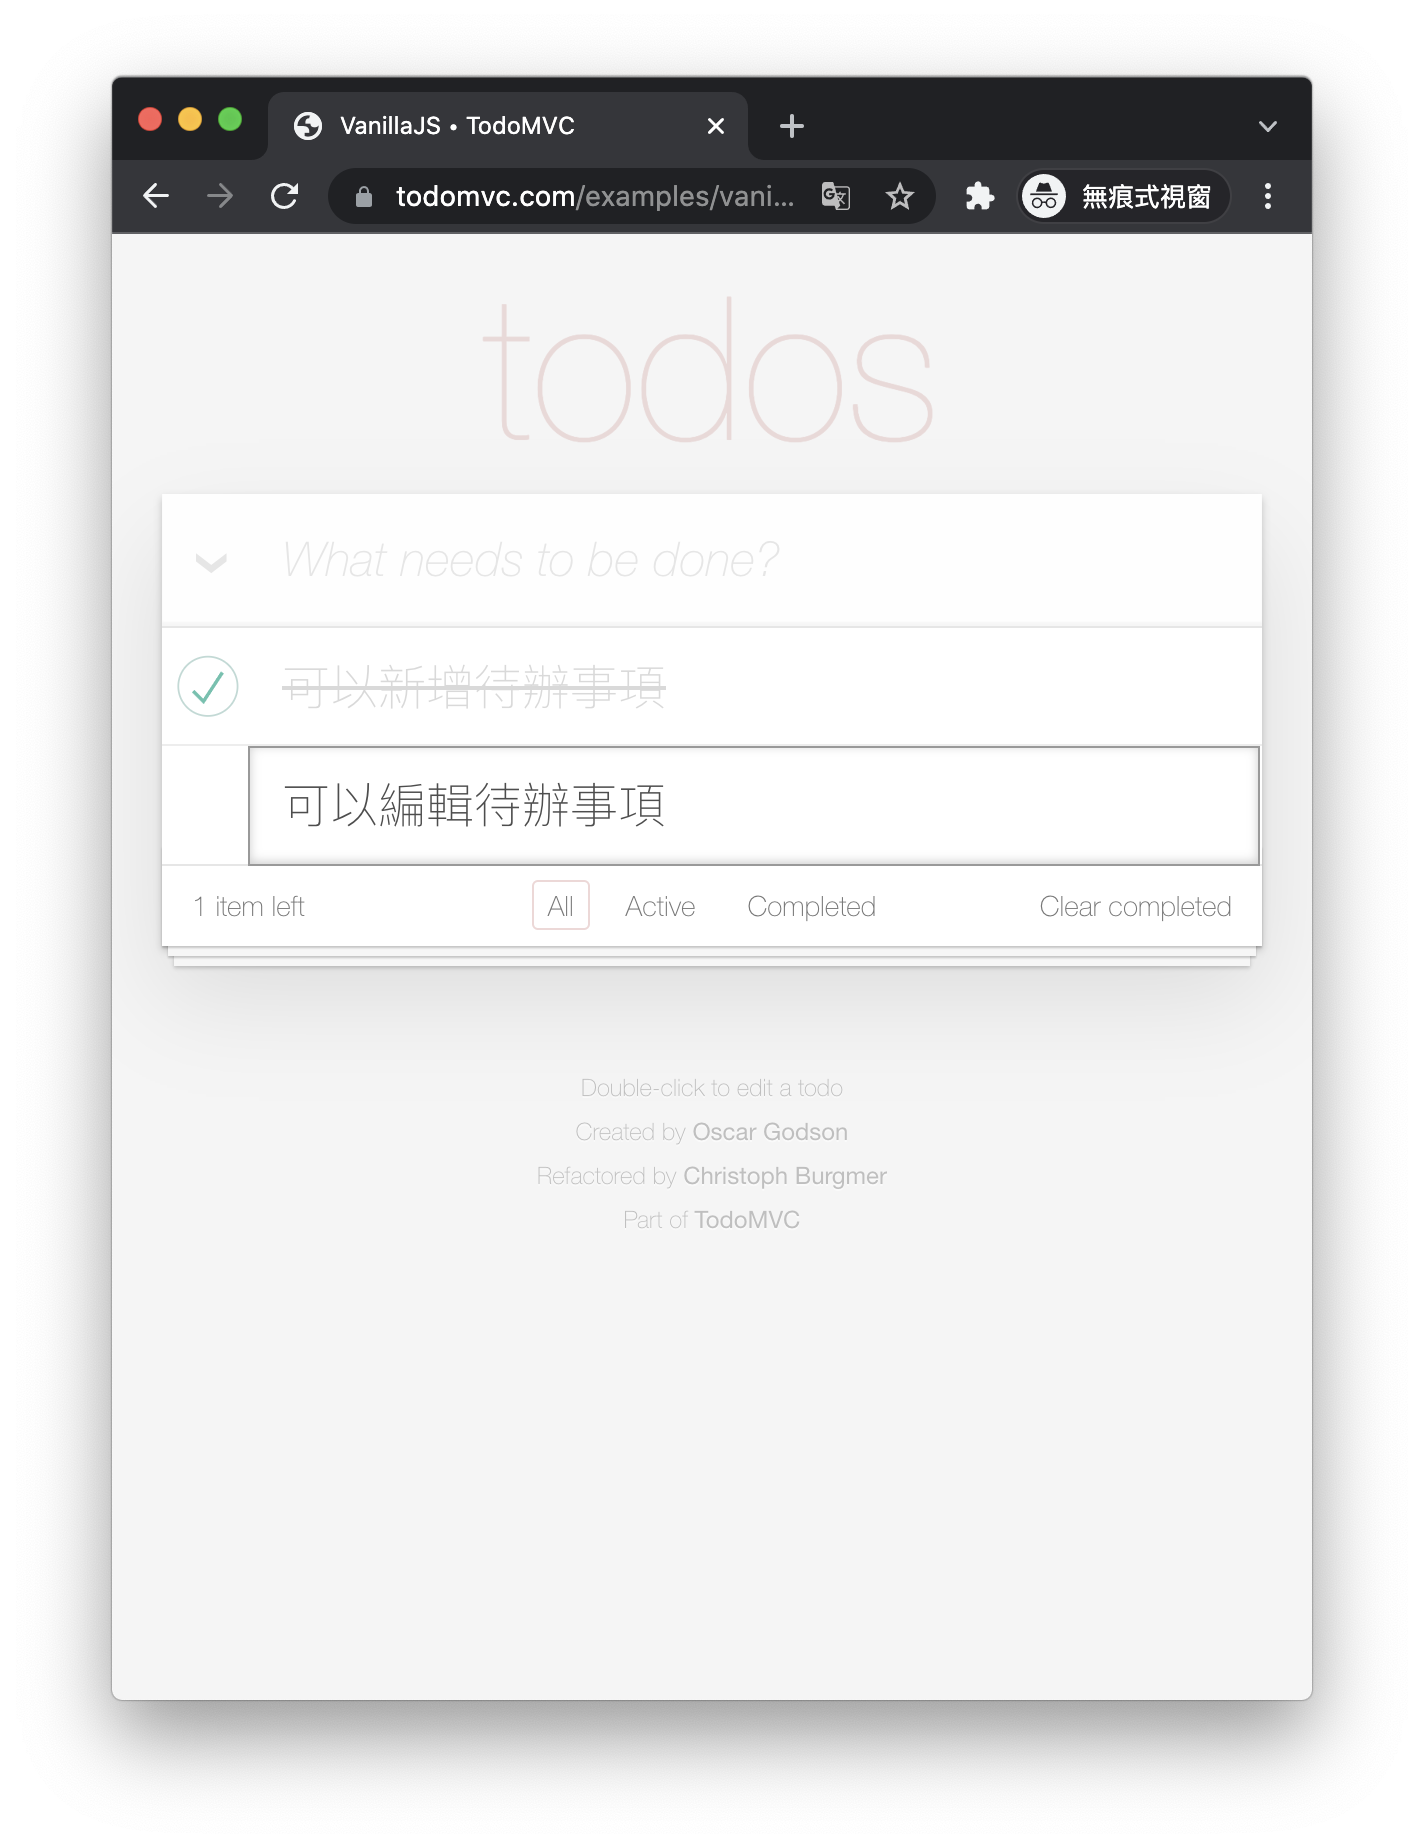 VanillaJS • TodoMVC
todomvc.com/examples/vani...
無痕式視窗
todos
What needs to be done?
可以新增待辦事項
可以編輯待辦事項
1 item left
All
Active
Completed
Clear completed
Double-click to edit a todo
Created by Oscar Godson
Refactored by Christoph Burgmer
Part of TodoMVC